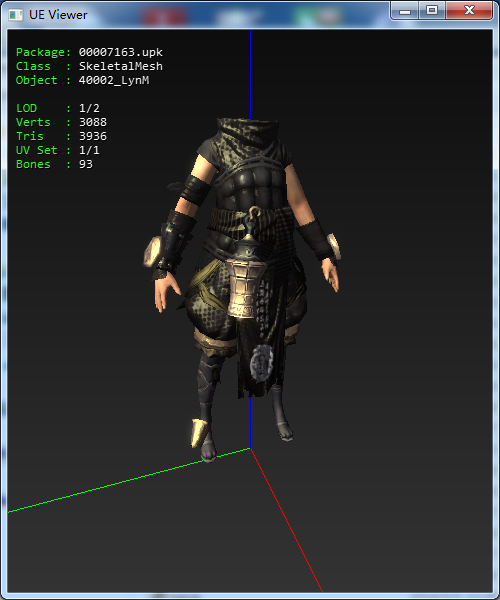 UE Viewer
Package: 00007163.upk
Class : SkeletalMesh
Object : 40002_LynM
LOD : 1/2
Verts : 3088
Tris : 3936
UV Set : 1/1
Bones : 93